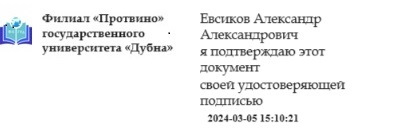 Филиал «Протвино»
государственного
университета «Дубна»
Евсиков Александр
Александрович
я подтверждаю этот
документ
своей удостоверяющей
подписью
2024-03-05 15:10:21